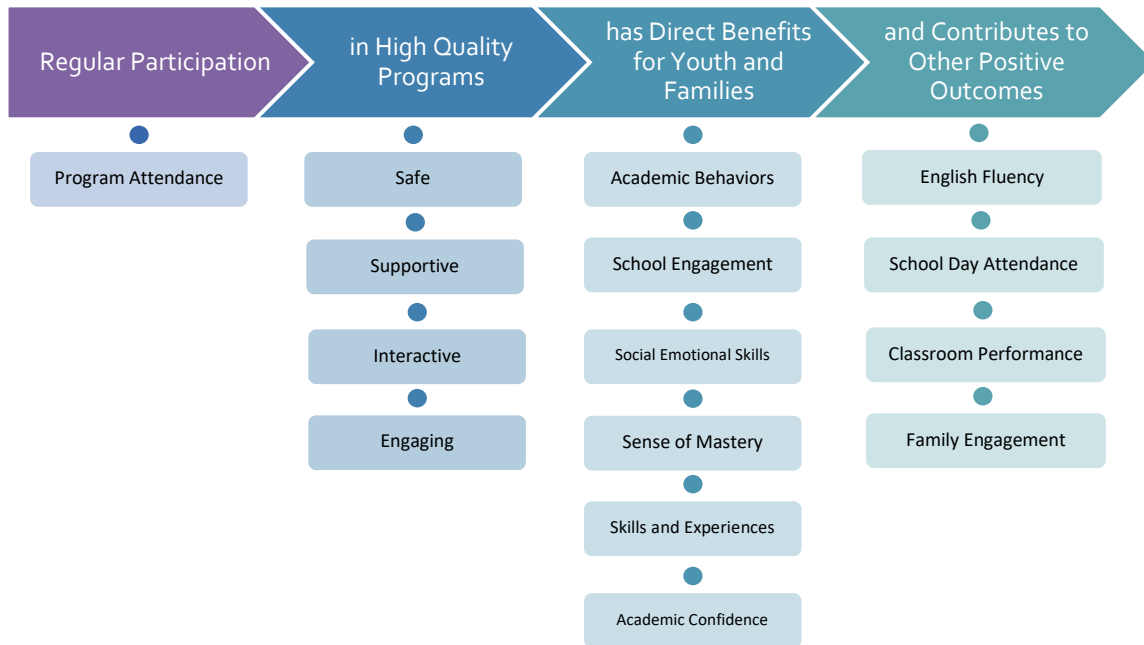 Regular Participation
in High Quality
Programs
has Direct Benefits
for Youth and
Families
and Contributes to
Other Positive
Outcomes
Program Attendance
Safe
Supportive
Interactive
Engaging
Academic Behaviors
School Engagement
Social Emotional Skills
Sense of Mastery
Skills and Experiences
Academic Confidence
English Fluency
School Day Attendance
Classroom Performance
Family Engagement